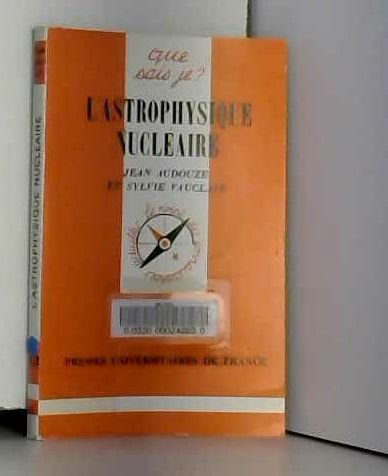 que
sais je?
L'ASTROPHYSIQUE
NUCLÉAIRE
JEAN AUDOUZE
ET SYLVIE VAUCLAIR
PRESSES UNIVERSITAIRES DE FRANCE
L'ASTROPHYSIQUE NUCLÉAIRE